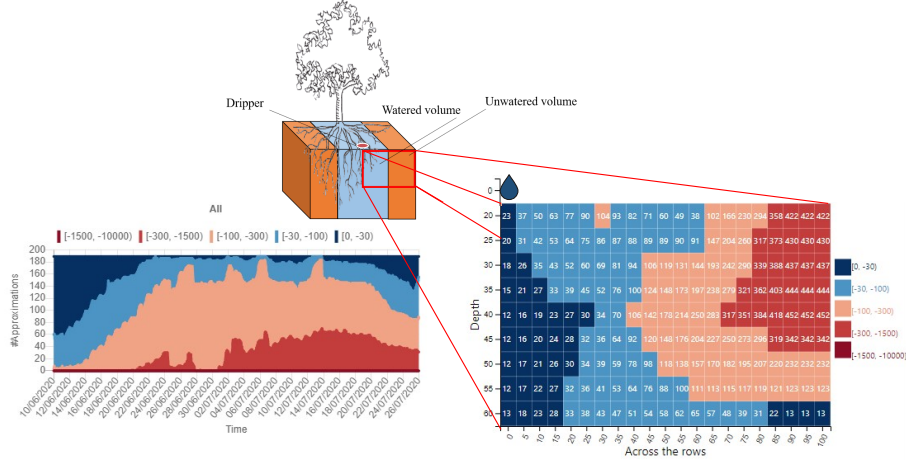 Dripper
Watered volume
Unwatered volume
All
[-1500, -10000) [-300, -1500) [-100, -300) [-30, -100) [0, -30)
#Approximations
200
180
160
140
120
100
80
60
40
20
0
10/06/2020 12/06/2020 14/06/2020 16/06/2020 18/06/2020 20/06/2020 22/06/2020 24/06/2020 26/06/2020 28/06/2020 30/06/2020 02/07/2020 04/07/2020 06/07/2020 08/07/2020 10/07/2020 12/07/2020 14/07/2020 16/07/2020 18/07/2020 20/07/2020 22/07/2020 24/07/2020 26/07/2020
Time
Depth
0
20 23 37 50 63 77 90 104 93 82 71 60 49 38 102 166 230 294 358 422 422 422
25 20 31 42 53 64 75 86 87 88 89 89 90 91 147 204 260 317 373 430 430 430
30 18 26 35 43 52 60 69 81 94 106 119 131 144 193 242 290 339 388 437 437 437
35 15 21 27 33 39 45 52 76 100 124 148 173 197 238 279 321 362 403 444 444 444
40 12 16 19 23 27 30 34 70 106 142 178 214 250 283 317 351 384 418 452 452 452
45 12 16 20 24 28 32 36 64 92 120 148 176 204 227 250 273 296 319 342 342 342
50 12 17 21 26 30 34 39 59 78 98 118 138 157 170 182 195 207 220 232 232 232
55 12 17 22 27 32 36 41 53 64 76 88 100 111 113 115 117 119 121 123 123 123
60 13 18 23 28 33 38 43 47 51 54 58 62 65 57 48 39 31 22 13 13 13
0 5 10 15 20 30 35 40 45 50 55 60 65 70 75 80 85 90 95 100
Across the rows
[0, -30)
[-30, -100)
[-100, -300)
[-300, -1500)
[-1500, -10000)